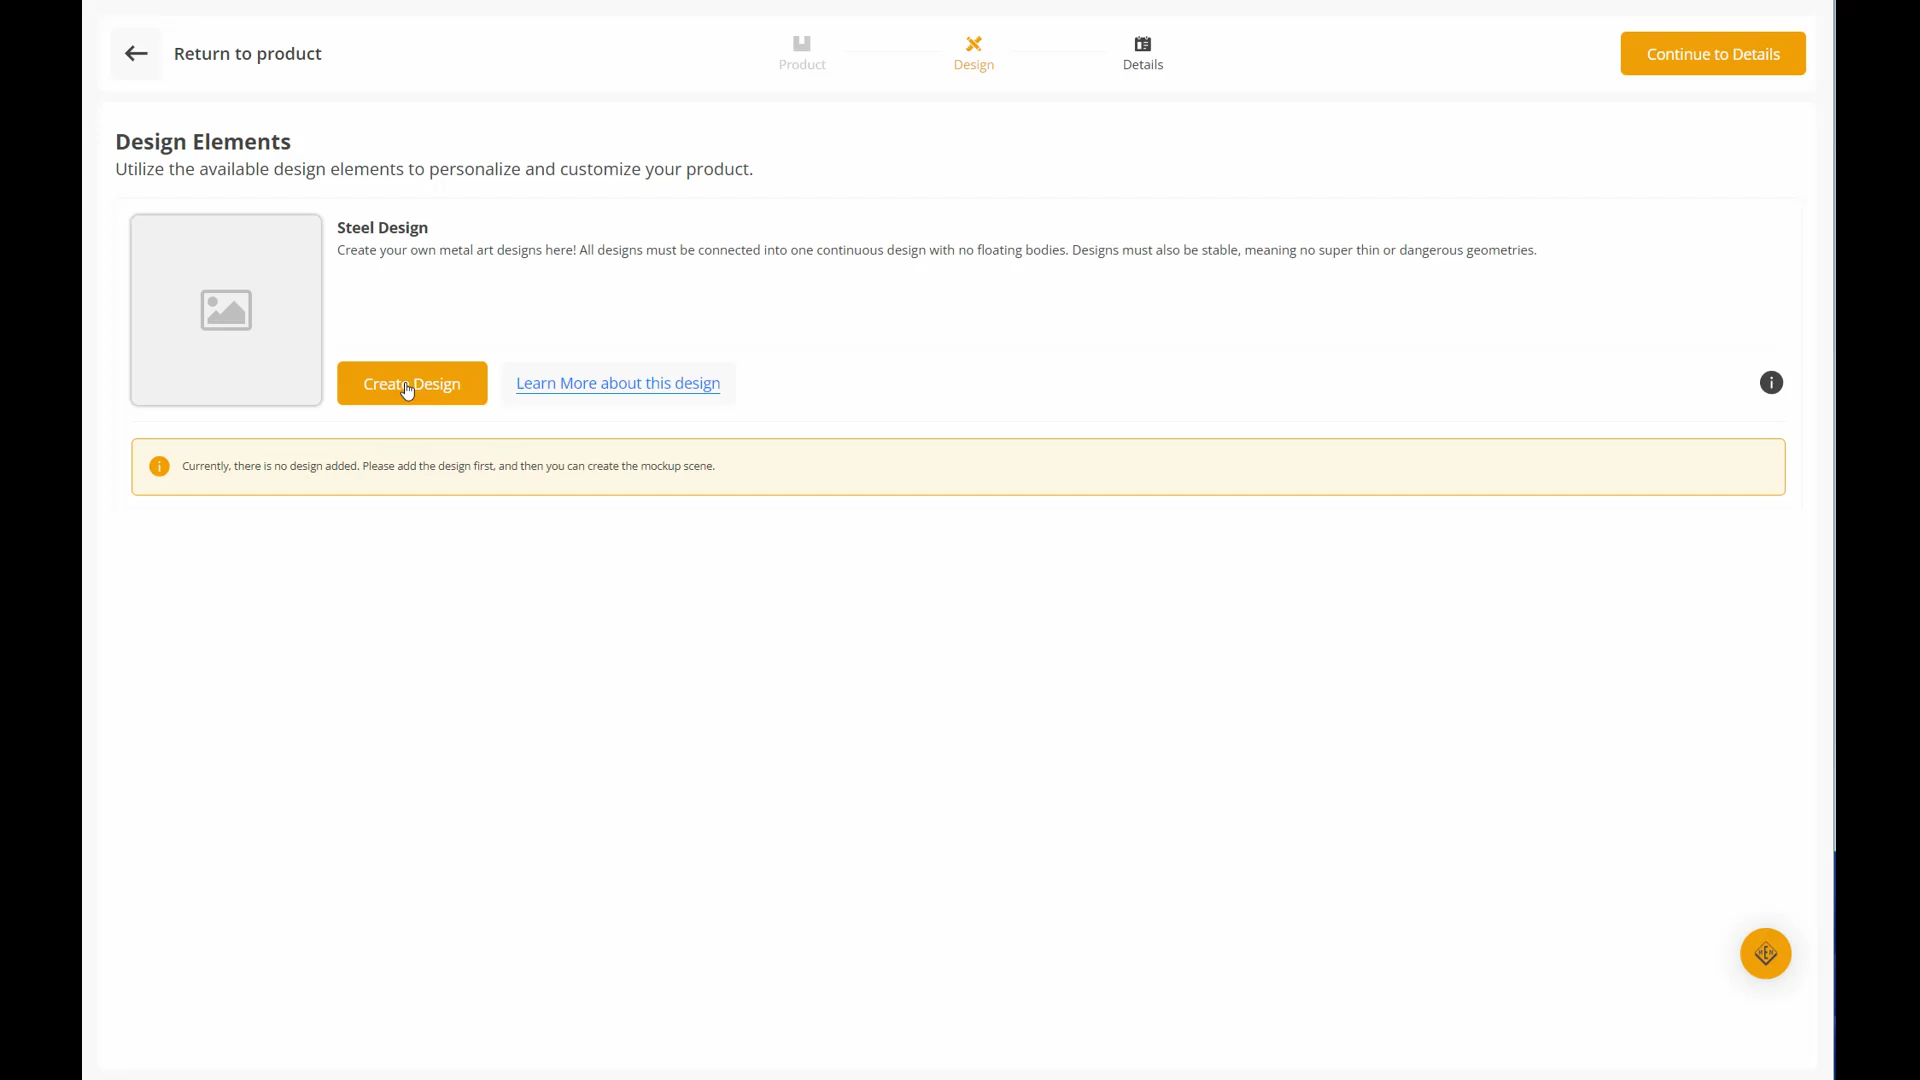 Return to product
Product
Design
Details
Continue to Details
Design Elements
Utilize the available design elements to personalize and customize your product.
Steel Design
Create your own metal art designs here! All designs must be connected into one continuous design with no floating bodies. Designs must also be stable, meaning no super thin or dangerous geometries.
Create Design
Learn More about this design
Currently, there is no design added. Please add the design first, and then you can create the mockup scene.